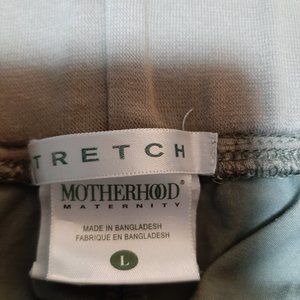 TRETCH
MOTHERHOOD®
MATERNITY
MADE IN BANGLADESH
FABRIQUE EN BANGLADESH
L